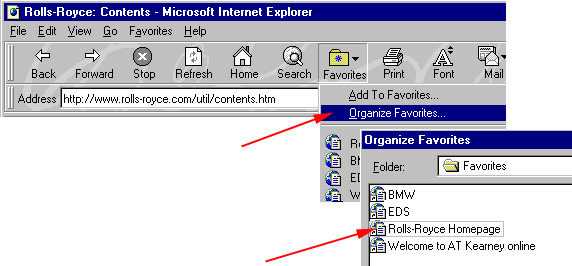 Rolls-Royce: Contents - Microsoft Internet Explorer
File Edit View Go Favorites Help
Back Forward Stop Refresh Home Search Favorites Print Font Mail
Address http://www.rolls-royce.com/util/contents.htm
Add To Favorites...
Organize Favorites...
Organize Favorites
Folder: Favorites
BMW
EDS
Rolls-Royce Homepage
Welcome to AT Kearney online